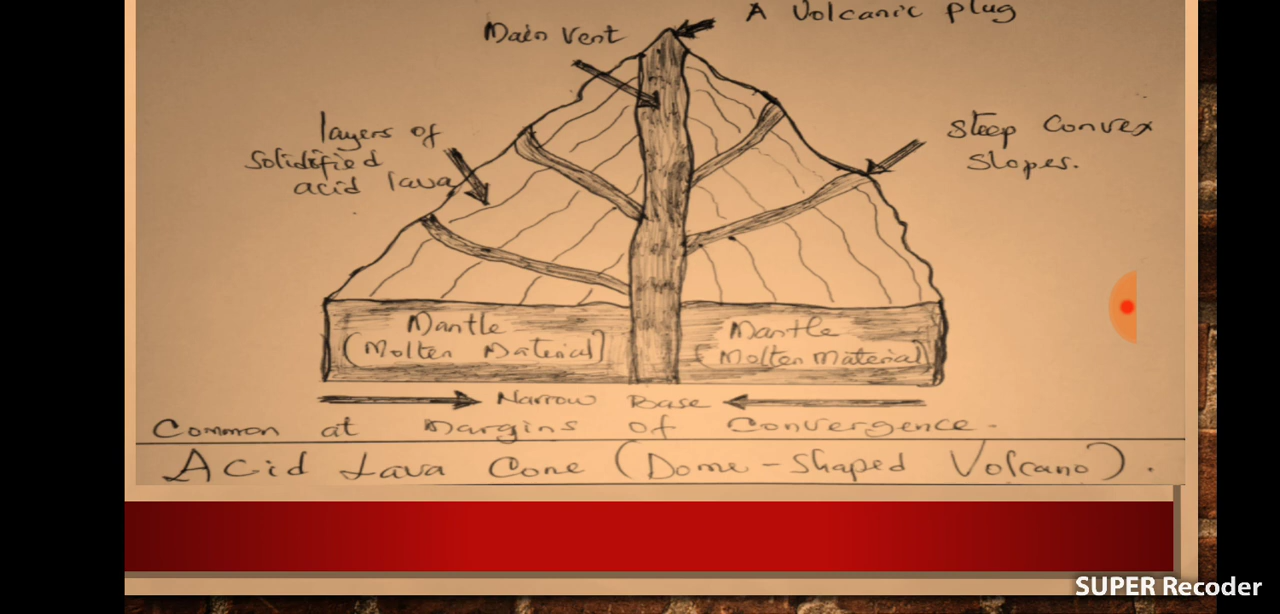 A Volcanic plug
Main Vent
layers of
solidified
acid lava
Steep Convex
Slopes.
Mantle
(Molten Material)
Mantle
(Molten Material)
Narrow Base
Common at Margins of Convergence.
Acid Lava Cone (Dome-Shaped Volcano).
SUPER Recoder